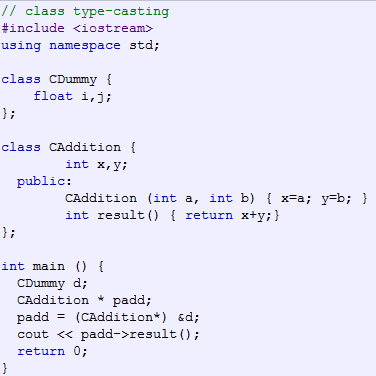 // class type-casting
#include <iostream>
using namespace std;

class CDummy {
    float i,j;
};

class CAddition {
        int x,y;
  public:
        CAddition (int a, int b) { x=a; y=b; }
        int result() { return x+y;}
};

int main () {
  CDummy d;
  CAddition * padd;
  padd = (CAddition*) &d;
  cout << padd->result();
  return 0;
}